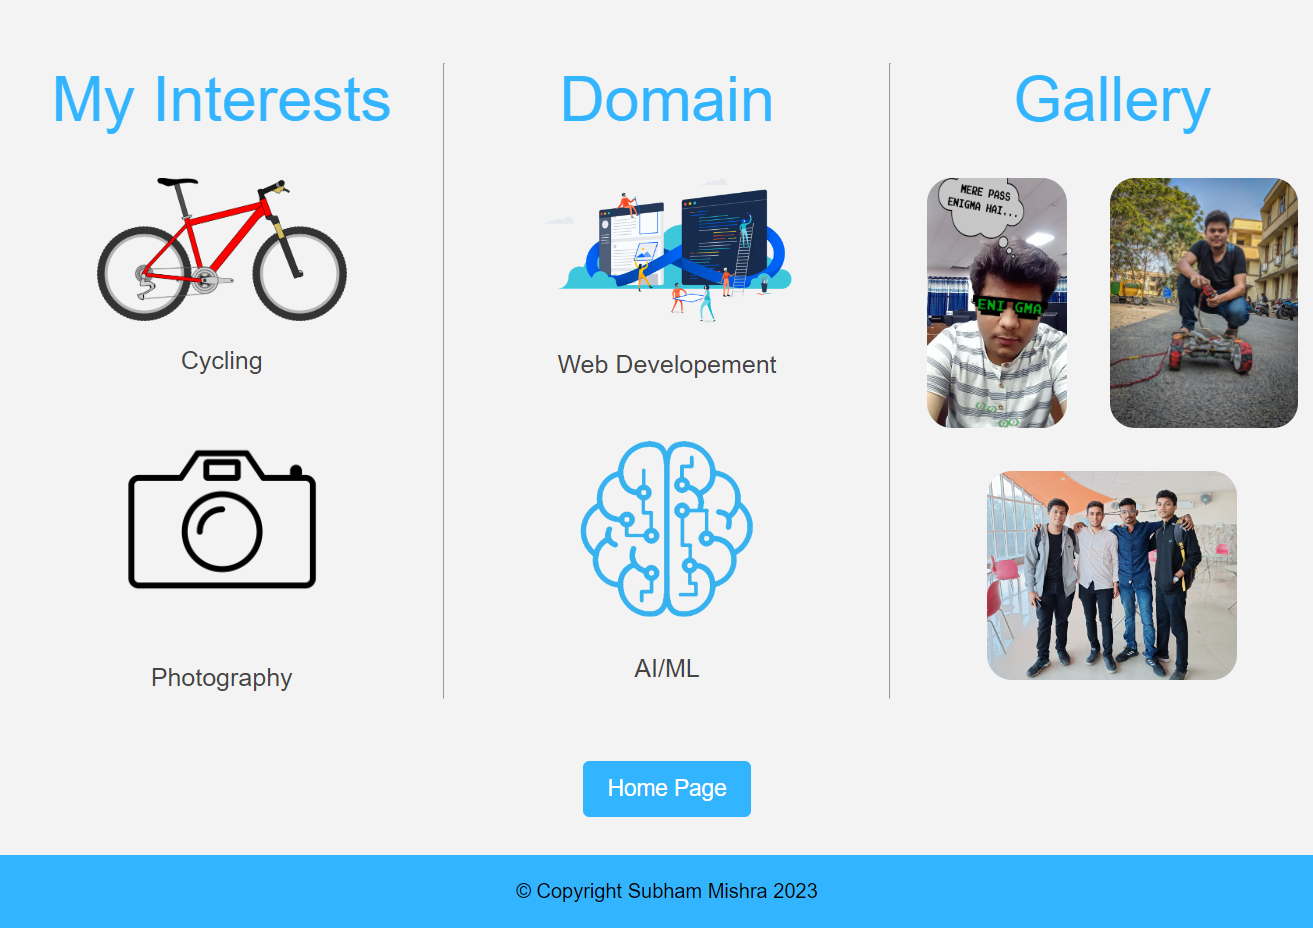 My Interests
Cycling
Photography
Domain
Web Developement
AI/ML
Gallery
MERE PASS
ENIGMA HAI...
ENIGMA
Home Page
© Copyright Subham Mishra 2023